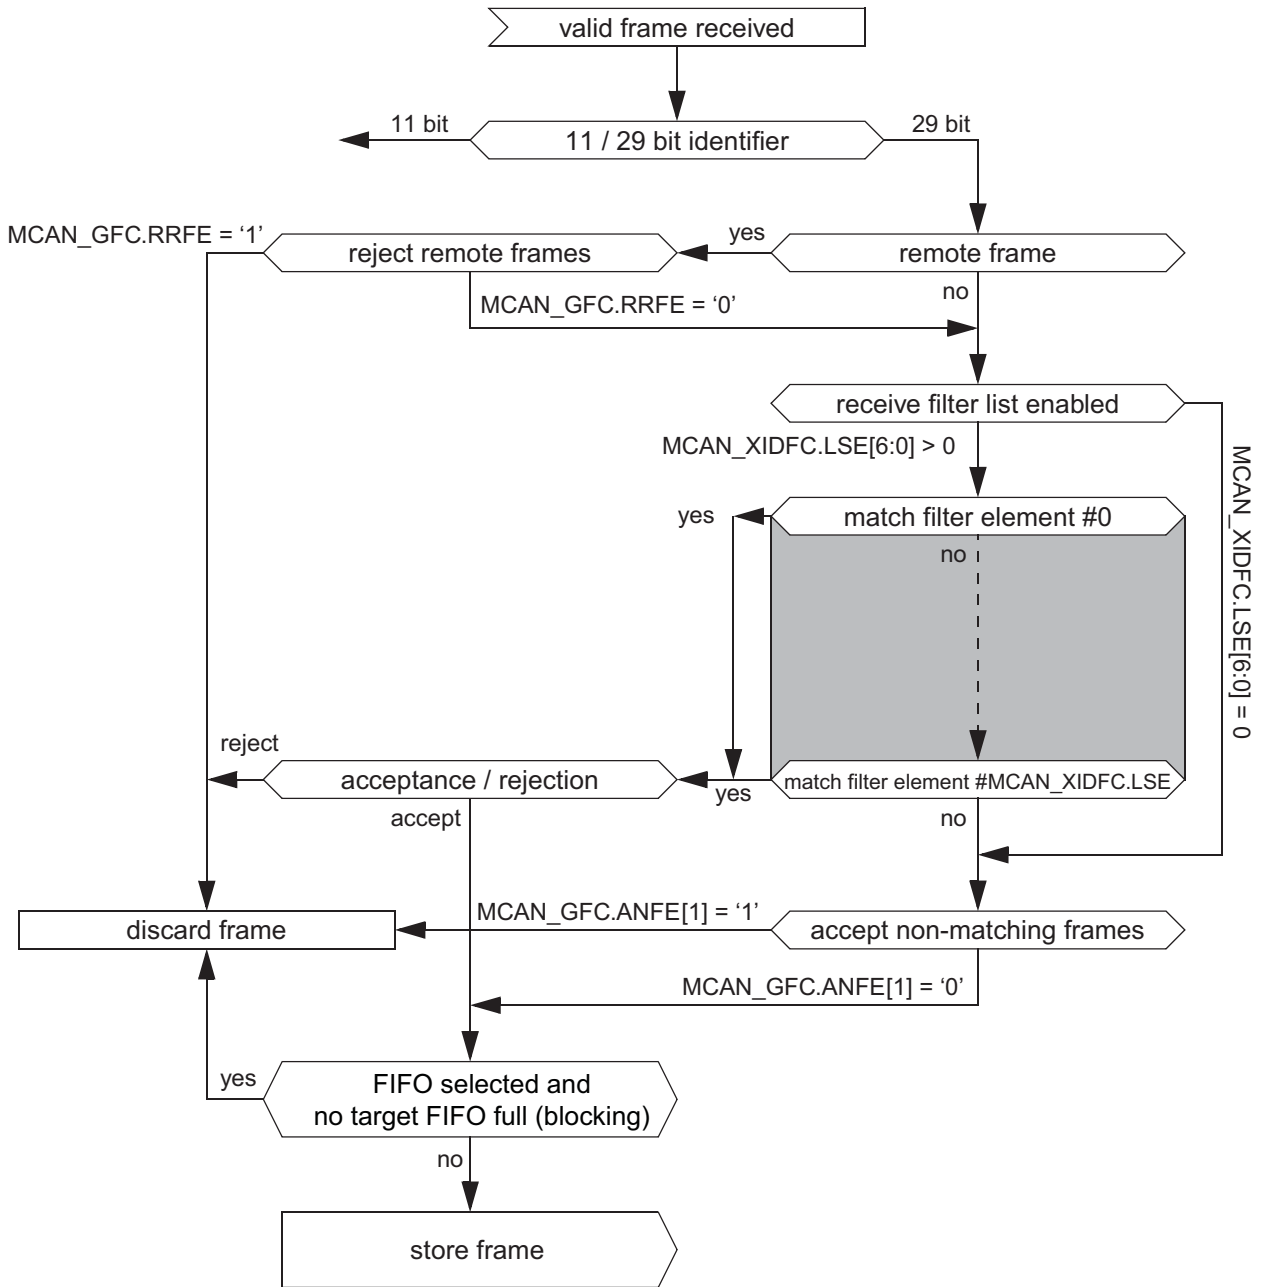 valid frame received
11 bit
11 / 29 bit identifier
29 bit
MCAN_GFC.RRFE = ‘1’
reject remote frames
yes
remote frame
MCAN_GFC.RRFE = ‘0’
no
receive filter list enabled
MCAN_XIDFC.LSE[6:0] > 0
MCAN_XIDFC.LSE[6:0] = 0
yes
match filter element #0
no
reject
acceptance / rejection
yes
match filter element #MCAN_XIDFC.LSE
accept
no
discard frame
MCAN_GFC.ANFE[1] = ‘1’
accept non-matching frames
MCAN_GFC.ANFE[1] = ‘0’
yes
FIFO selected and
no target FIFO full (blocking)
no
store frame